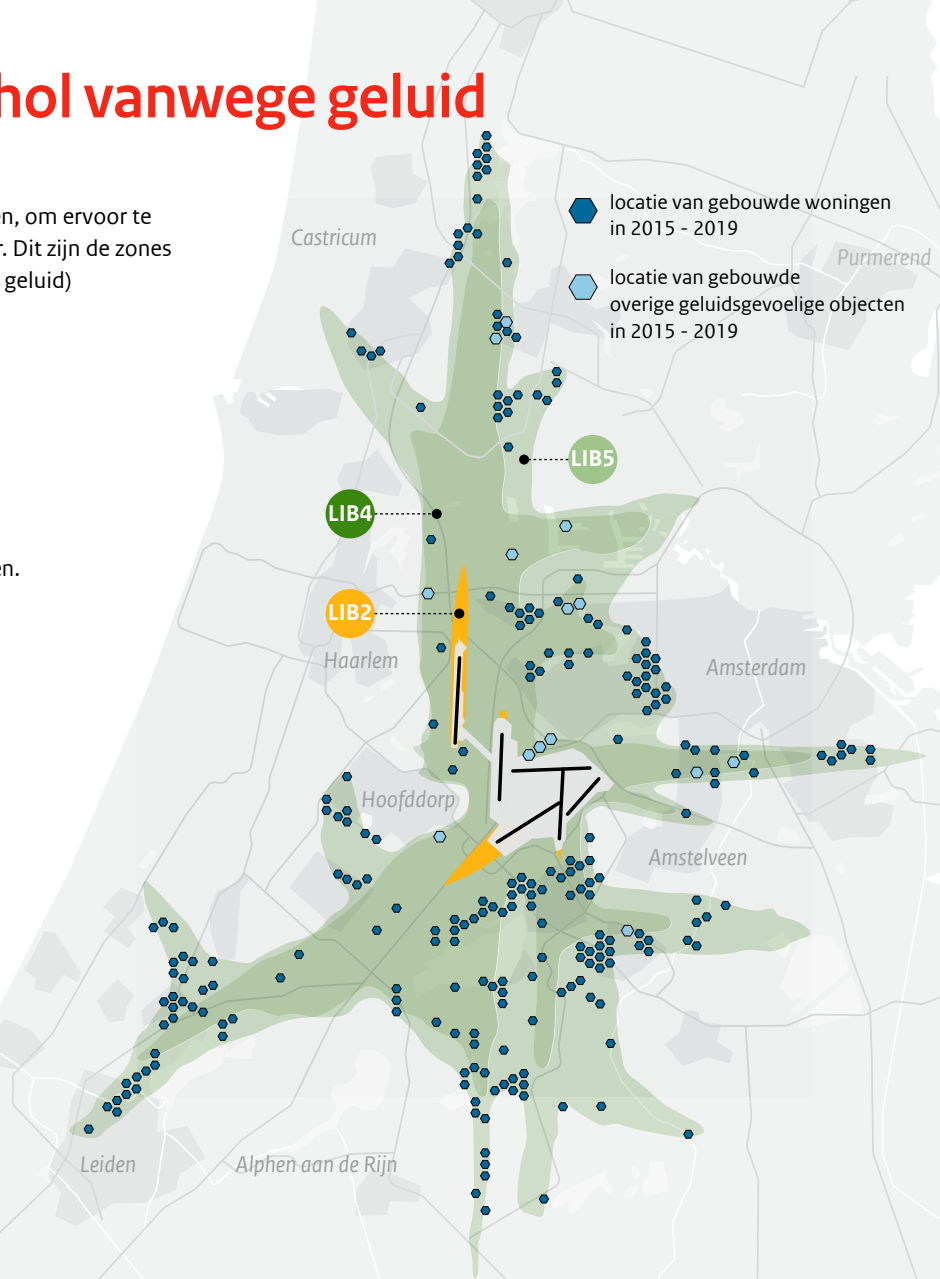 hol vanwege geluid
en, om ervoor te
r. Dit zijn de zones
geluid)
en.
locatie van gebouwde woningen
in 2015 - 2019
locatie van gebouwde
overige geluidsgevoelige objecten
in 2015 - 2019
Castricum
Purmerend
LIB5
LIB4
LIB2
Haarlem
Amsterdam
Hoofddorp
Amstelveen
Leiden
Alphen aan de Rijn